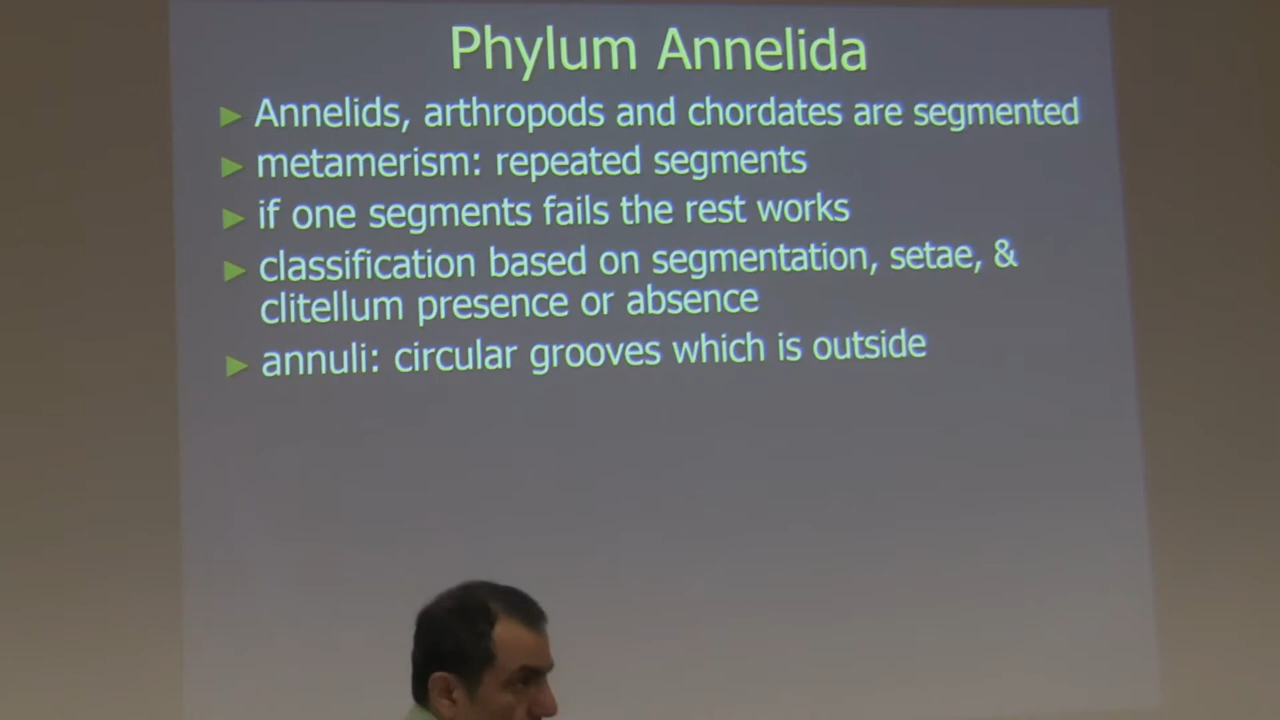 Phylum Annelida
► Annelids, arthropods and chordates are segmented
► metamerism: repeated segments
► if one segments fails the rest works
► classification based on segmentation, setae, &
clitellum presence or absence
► annuli: circular grooves which is outside